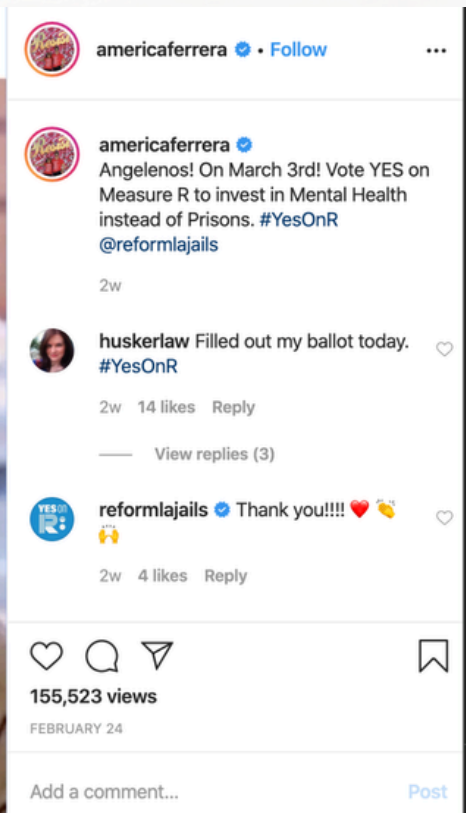 americaferrera • Follow
americaferrera
Angelenos! On March 3rd! Vote YES on
Measure R to invest in Mental Health
instead of Prisons. #YesOnR
@reformlajails
2w
huskerlaw Filled out my ballot today.
#YesOnR
2w 14 likes Reply
View replies (3)
YES on
R:
reformlajails Thank you!!!! ❤️ 👏
🙌
2w 4 likes Reply
155,523 views
FEBRUARY 24
Add a comment... Post